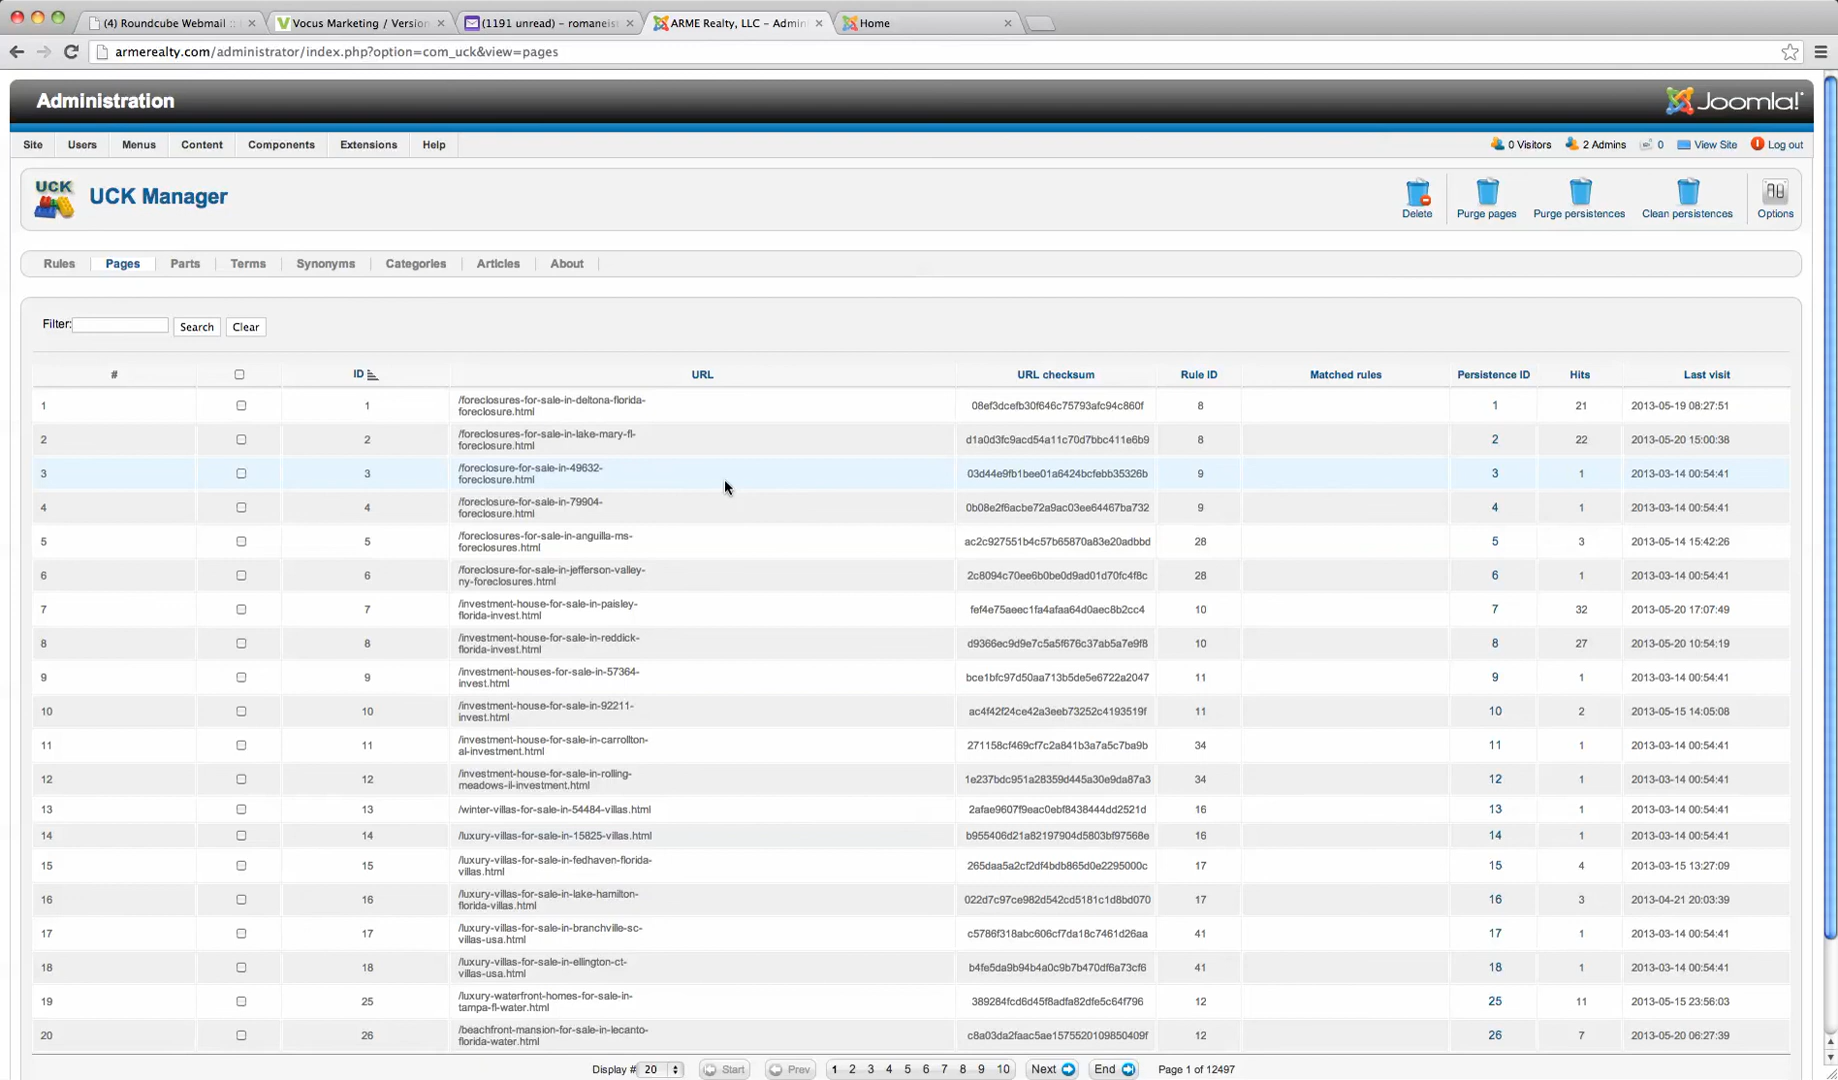 (4) Roundcube Webmail :: Vocus Marketing / Version (1191 unread) - romaneist ARME Realty, LLC - Admin Home
armerealty.com/administrator/index.php?option=com_uck&view=pages
Administration Joomla!
Site Users Menus Content Components Extensions Help 0 Visitors 2 Admins 0 View Site Log out
UCK UCK Manager Delete Purge pages Purge persistences Clean persistences Options
Rules Pages Parts Terms Synonyms Categories Articles About
Filter: Search Clear
# ID URL URL checksum Rule ID Matched rules Persistence ID Hits Last visit
1 1 /foreclosures-for-sale-in-deltona-florida-
foreclosure.html 08ef3dcefb30f646c75793afc94c860f 8 1 21 2013-05-19 08:27:51
2 2 /foreclosures-for-sale-in-lake-mary-fl-
foreclosure.html d1a0d3fc9acd54a11c70d7bbc411e6b9 8 2 22 2013-05-20 15:00:38
3 3 /foreclosure-for-sale-in-49632-
foreclosure.html 03d44e9fb1bee01a6424bcfebb35326b 9 3 1 2013-03-14 00:54:41
4 4 /foreclosure-for-sale-in-79904-
foreclosure.html 0b08e2f6acbe72a9ac03ee64467ba732 9 4 1 2013-03-14 00:54:41
5 5 /foreclosures-for-sale-in-anguilla-ms-
foreclosures.html ac2c927551b4c57b65870a83e20adbbd 28 5 3 2013-05-14 15:42:26
6 6 /foreclosure-for-sale-in-jefferson-valley-
ny-foreclosures.html 2c8094c70ee6b0be0d9ad01d70fc4f8c 28 6 1 2013-03-14 00:54:41
7 7 /investment-house-for-sale-in-paisley-
florida-invest.html fef4e75aeec1fa4afaa64d0aec8b2cc4 10 7 32 2013-05-20 17:07:49
8 8 /investment-house-for-sale-in-reddick-
florida-invest.html d9366ec9d9e7c5a5f676c37ab5a7e9f8 10 8 27 2013-05-20 10:54:19
9 9 /investment-houses-for-sale-in-57364-
invest.html bce1bfc97d50aa713b5de5e6722a2047 11 9 1 2013-03-14 00:54:41
10 10 /investment-house-for-sale-in-92211-
invest.html ac4f42f24ce42a3eeb73252c4193519f 11 10 2 2013-05-15 14:05:08
11 11 /investment-house-for-sale-in-carrollton-
al-investment.html 271158cf469cf7c2a841b3a7a5c7ba9b 34 11 1 2013-03-14 00:54:41
12 12 /investment-house-for-sale-in-rolling-
meadows-il-investment.html 1e237bdc951a28359d445a30e9da87a3 34 12 1 2013-03-14 00:54:41
13 13 /winter-villas-for-sale-in-54484-villas.html 2afae9607f9eac0ebf8438444dd2521d 16 13 1 2013-03-14 00:54:41
14 14 /luxury-villas-for-sale-in-15825-villas.html b955406d21a82197904d5803bf97568e 16 14 1 2013-03-14 00:54:41
15 15 /luxury-villas-for-sale-in-fedhaven-florida-
villas.html 265daa5a2cf2df4bdb865d0e2295000c 17 15 4 2013-03-15 13:27:09
16 16 /luxury-villas-for-sale-in-lake-hamilton-
florida-villas.html 022d7c97ce982d542cd5181c1d8bd070 17 16 3 2013-04-21 20:03:39
17 17 /luxury-villas-for-sale-in-branchville-sc-
villas-usa.html c5786f318abc606cf7da18c7461d26aa 41 17 1 2013-03-14 00:54:41
18 18 /luxury-villas-for-sale-in-ellington-ct-
villas-usa.html b4fe5da9b94b4a0c9b7b470df6a73cf6 41 18 1 2013-03-14 00:54:41
19 25 /luxury-waterfront-homes-for-sale-in-
tampa-fl-water.html 389284fcd6d45f8adfa82dfe5c64f796 12 25 11 2013-05-15 23:56:03
20 26 /beachfront-mansion-for-sale-in-lecanto-
florida-water.html c8a03da2faac5ae1575520109850409f 12 26 7 2013-05-20 06:27:39
Display # 20 Start Prev 1 2 3 4 5 6 7 8 9 10 Next End Page 1 of 12497